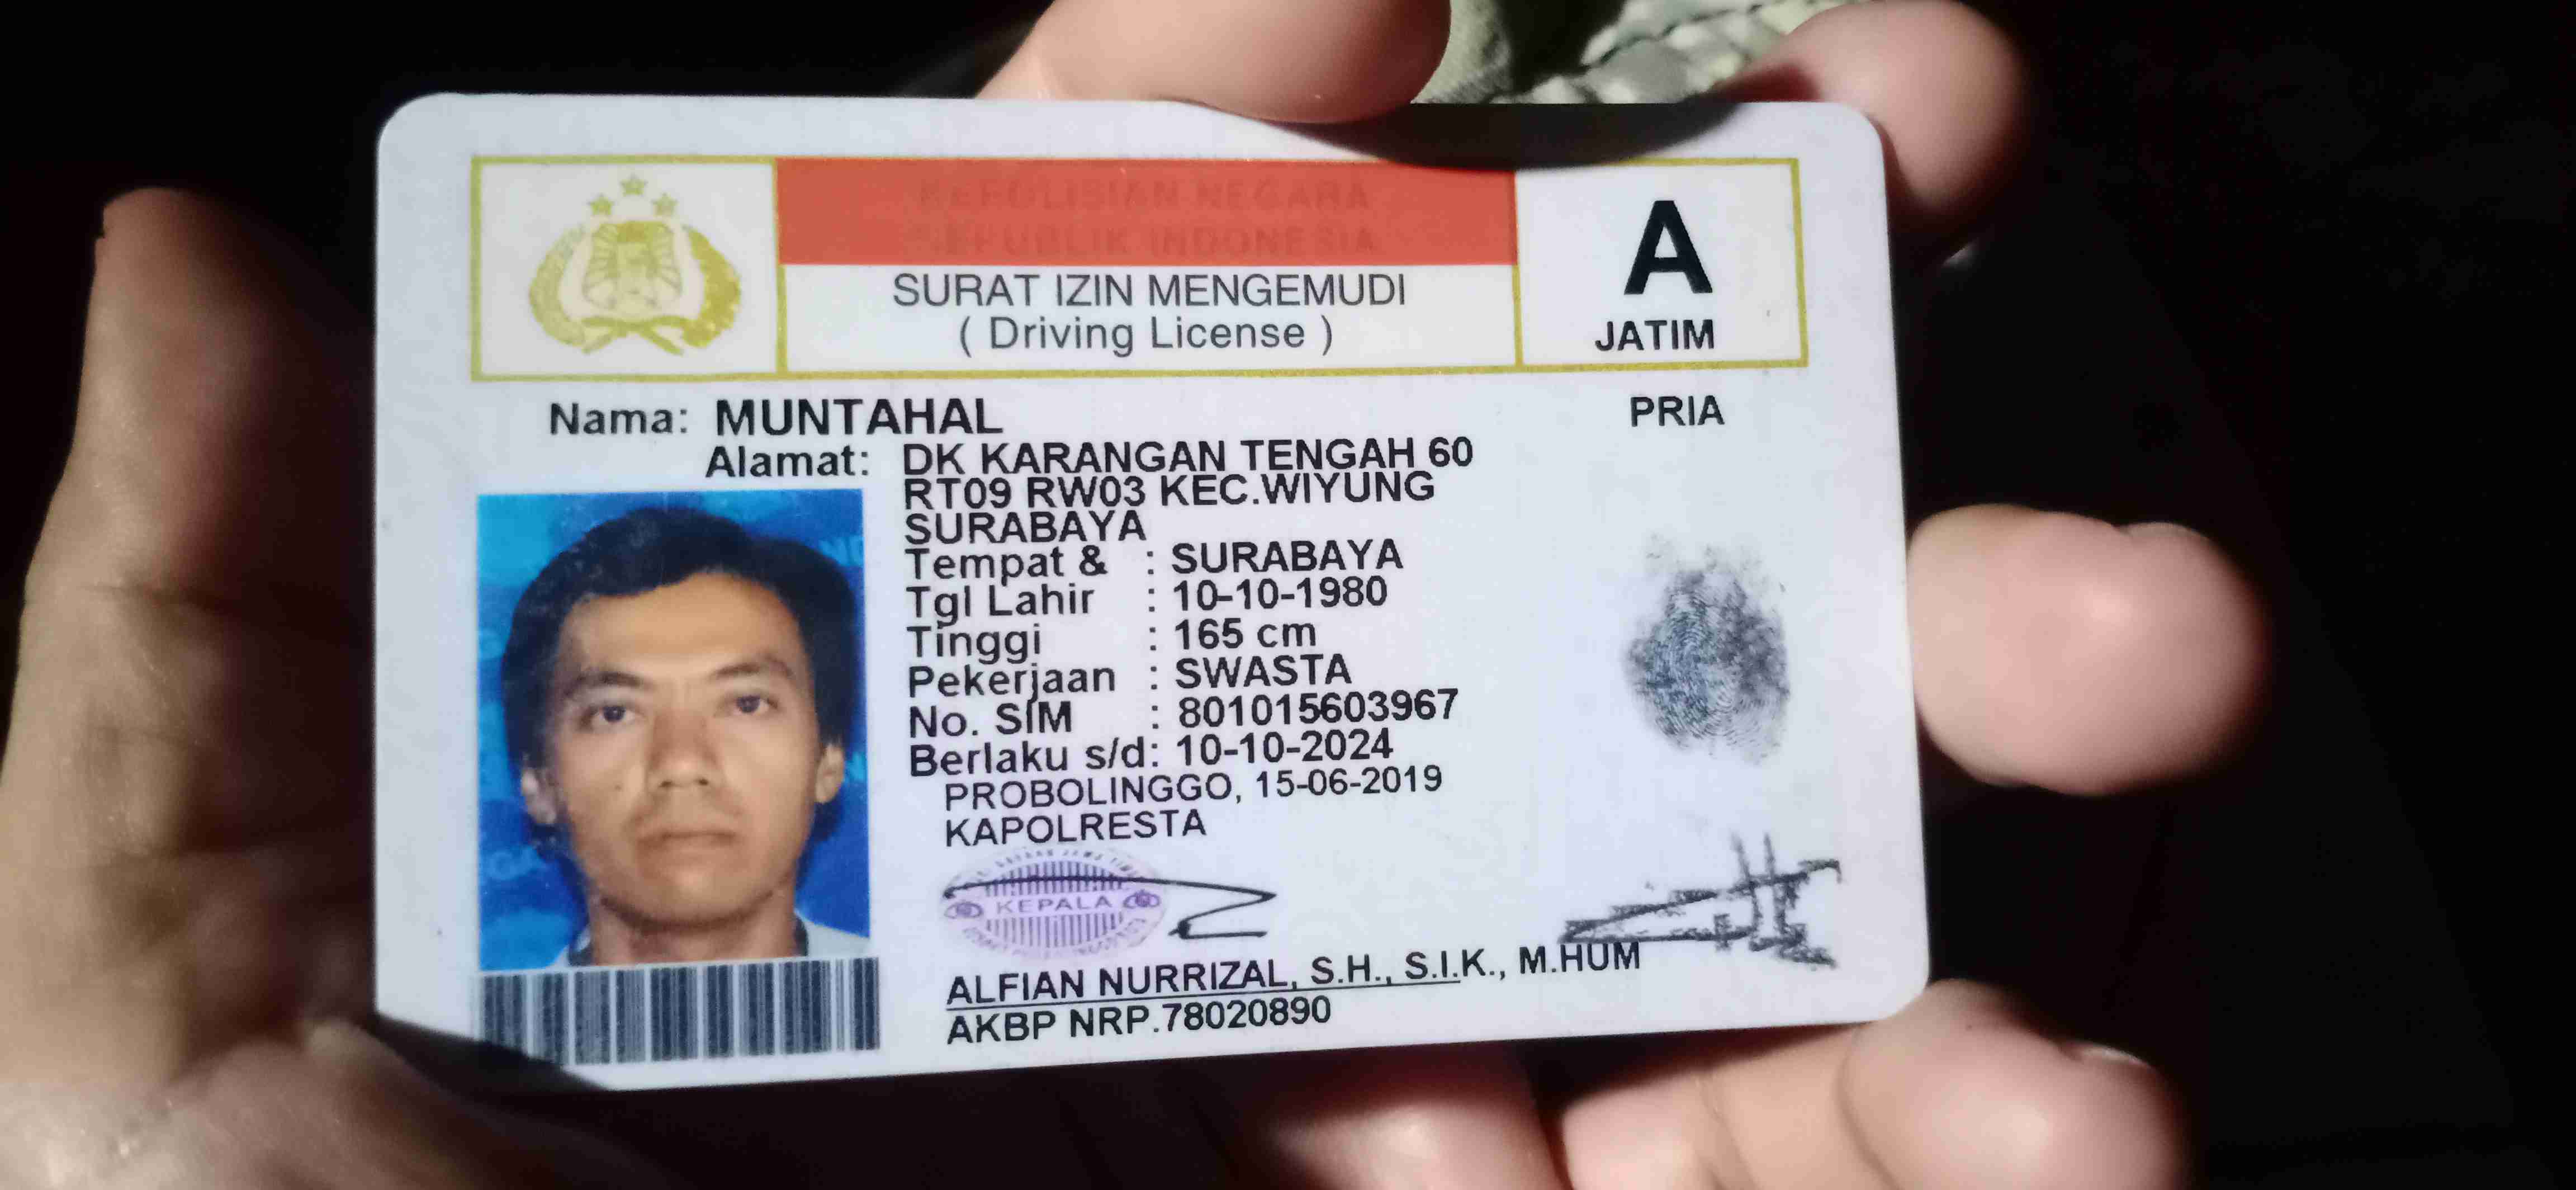 KEPOLISIAN NEGARA
REPUBLIK INDONESIA
SURAT IZIN MENGEMUDI
( Driving License )
A
JATIM
Nama: MUNTAHAL
PRIA
Alamat: DK KARANGAN TENGAH 60
RT09 RW03 KEC.WIYUNG
SURABAYA
Tempat & : SURABAYA
Tgl Lahir : 10-10-1980
Tinggi : 165 cm
Pekerjaan : SWASTA
No. SIM : 801015603967
Berlaku s/d: 10-10-2024
PROBOLINGGO, 15-06-2019
KAPOLRESTA
KEPALA
ALFIAN NURRIZAL, S.H., S.I.K., M.HUM
AKBP NRP.78020890